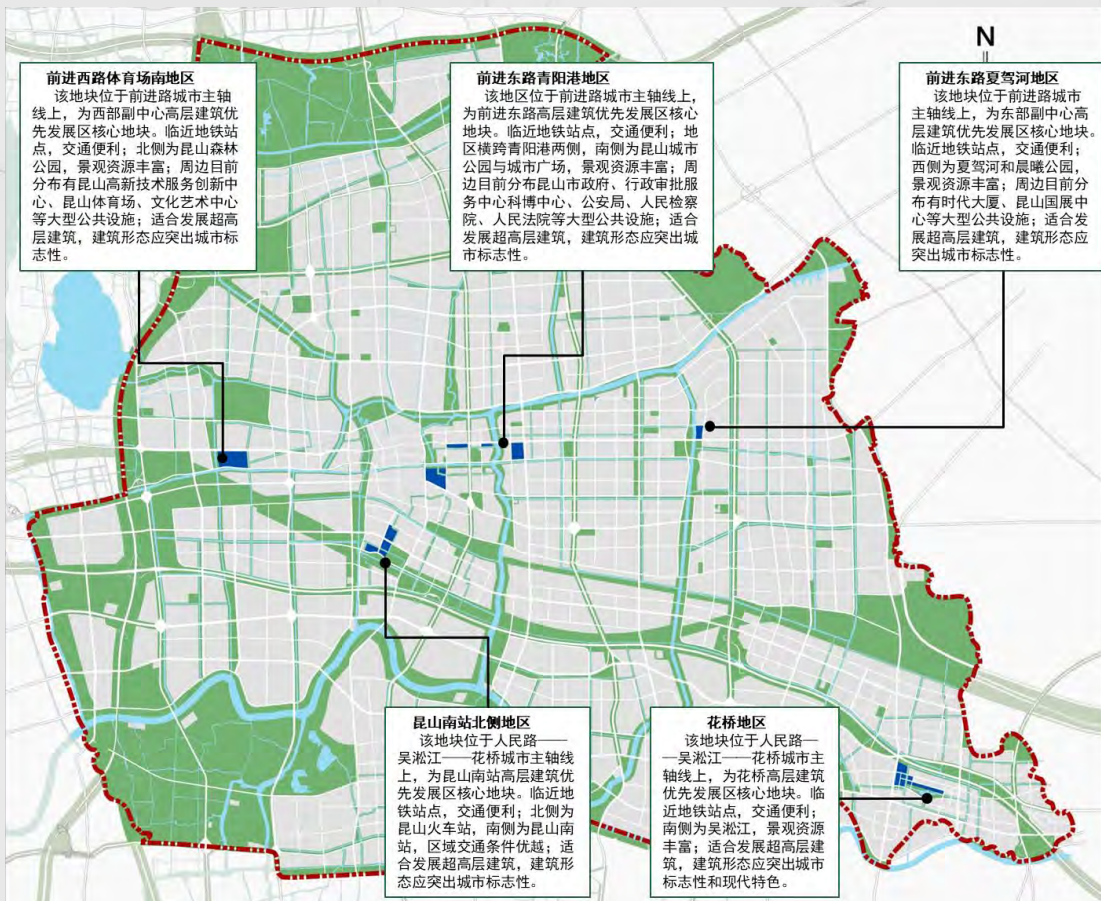 N
前进西路体育场南地区
该地块位于前进路城市主轴
线上，为西部副中心高层建筑优
先发展区核心地块。临近地铁站
点，交通便利；北侧为昆山森林
公园，景观资源丰富；周边目前
分布有昆山高新技术服务创新中
心、昆山体育场、文化艺术中心
等大型公共设施；适合发展超高
层建筑，建筑形态应突出城市标
志性。
前进东路青阳港地区
该地区位于前进路城市主轴线上，
为前进东路高层建筑优先发展区核心
地块。临近地铁站点，交通便利；地
区横跨青阳港两侧，南侧为昆山城市
公园与城市广场，景观资源丰富；周
边目前分布昆山市政府、行政审批服
务中心科博中心、公安局、人民检察
院、人民法院等大型公共设施；适合
发展超高层建筑，建筑形态应突出城
市标志性。
前进东路夏驾河地区
该地块位于前进路城市
主轴线上，为东部副中心高
层建筑优先发展区核心地块。
临近地铁站点，交通便利；
西侧为夏驾河和晨曦公园，
景观资源丰富；周边目前分
布有时代大厦、昆山国展中
心等大型公共设施；适合发
展超高层建筑，建筑形态应
突出城市标志性。
昆山南站北侧地区
该地块位于人民路——
吴淞江——花桥城市主轴线
上，为昆山南站高层建筑优
先发展区核心地块。临近地
铁站点，交通便利；北侧为
昆山火车站，南侧为昆山南
站，区域交通条件优越；适
合发展超高层建筑，建筑形
态应突出城市标志性。
花桥地区
该地块位于人民路—
—吴淞江——花桥城市主
轴线上，为花桥高层建筑
优先发展区核心地块。临
近地铁站点，交通便利；
南侧为吴淞江，景观资源
丰富；适合发展超高层建
筑，建筑形态应突出城市
标志性和现代特色。